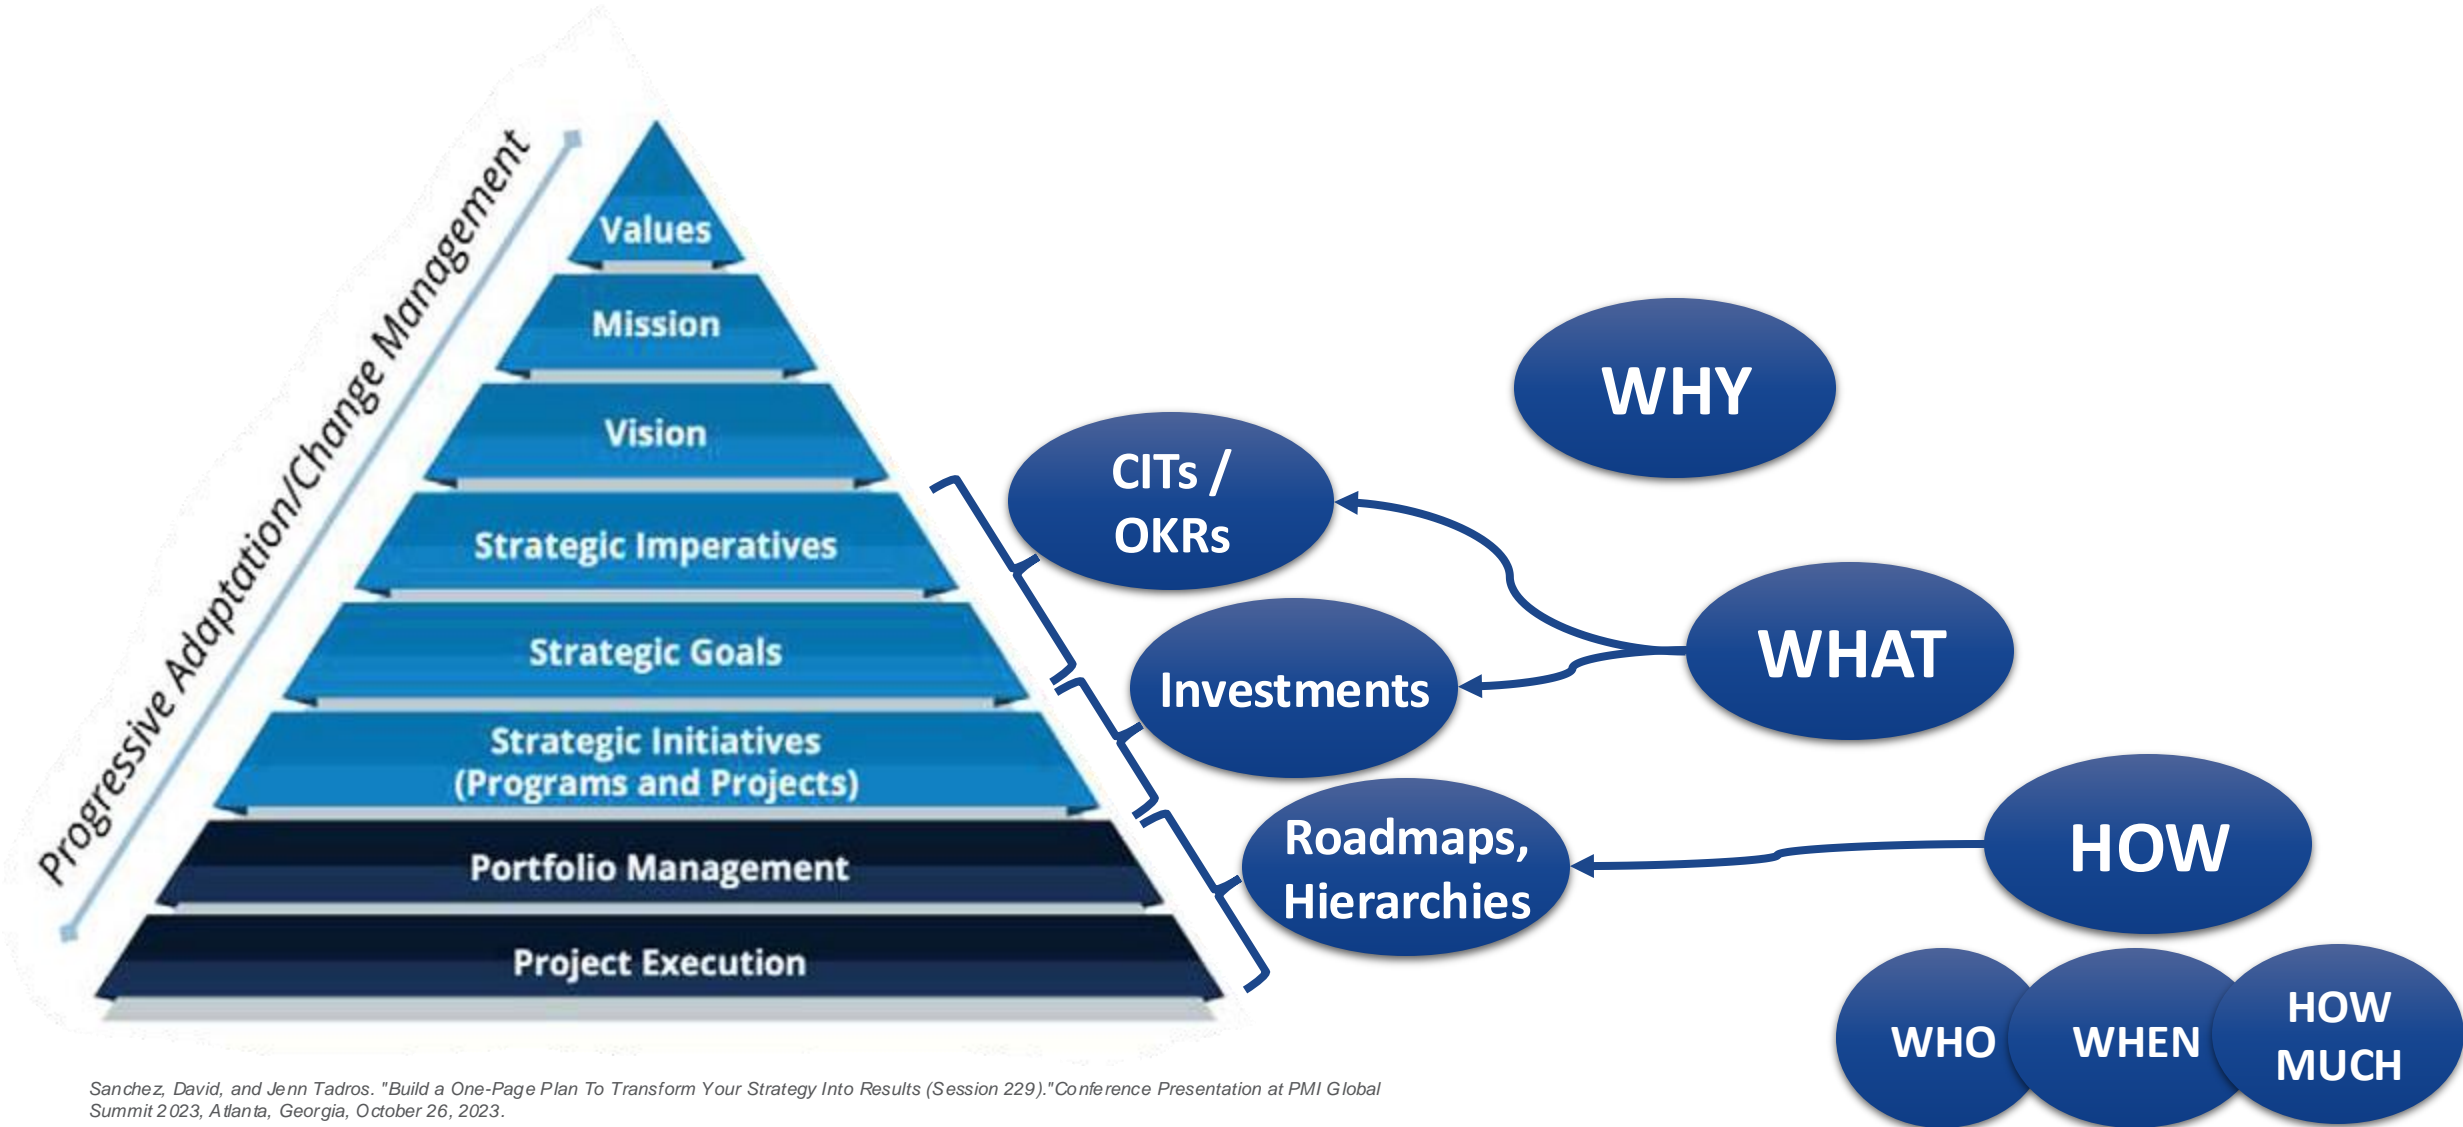 Progressive Adaptation/Change Management
Values
Mission
Vision
Strategic Imperatives
Strategic Goals
Strategic Initiatives
(Programs and Projects)
Portfolio Management
Project Execution
CITs /
OKRs
Investments
Roadmaps,
Hierarchies
WHY
WHAT
HOW
WHO
WHEN
HOW
MUCH
Sanchez, David, and Jenn Tadros. "Build a One-Page Plan To Transform Your Strategy Into Results (Session 229)."Conference Presentation at PMI Global
Summit 2023, Atlanta, Georgia, October 26, 2023.